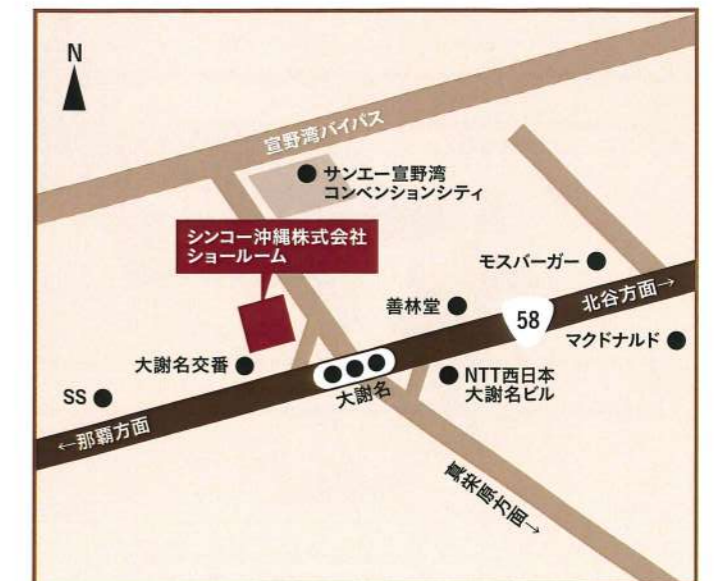 N
宜野湾バイパス
サンエー宜野湾
コンベンションシティ
シンコー沖縄株式会社
ショールーム
モスバーガー
北谷方面→
善林堂
58
マクドナルド
大謝名交番
大謝名
NTT西日本
大謝名ビル
SS
←那覇方面
真栄原方面→